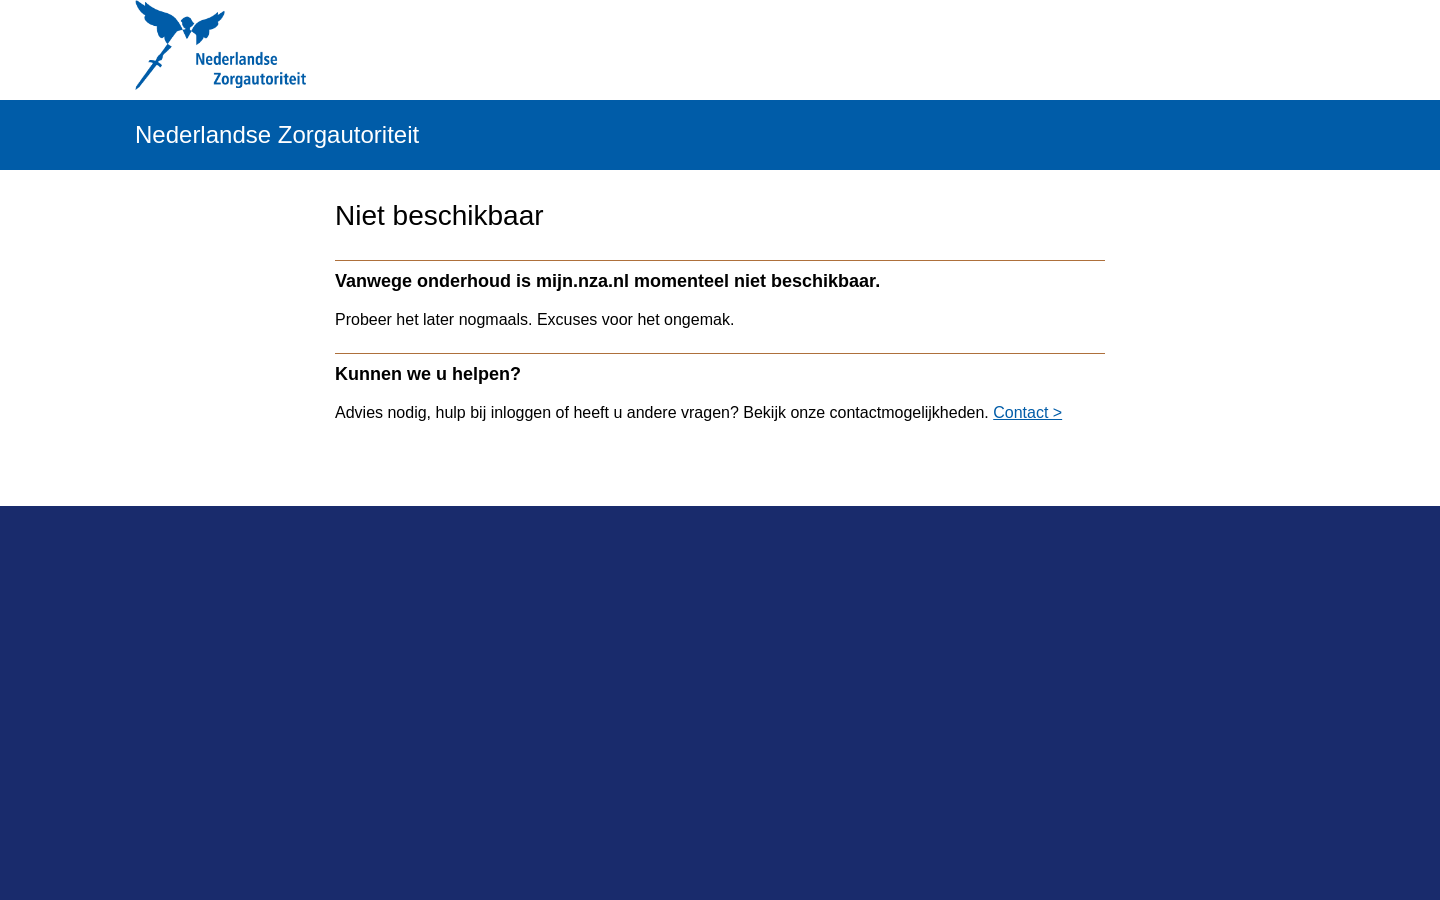 Nederlandse
Zorgautoriteit
Nederlandse Zorgautoriteit
Niet beschikbaar
Vanwege onderhoud is mijn.nza.nl momenteel niet beschikbaar.
Probeer het later nogmaals. Excuses voor het ongemak.
Kunnen we u helpen?
Advies nodig, hulp bij inloggen of heeft u andere vragen? Bekijk onze contactmogelijkheden. Contact >